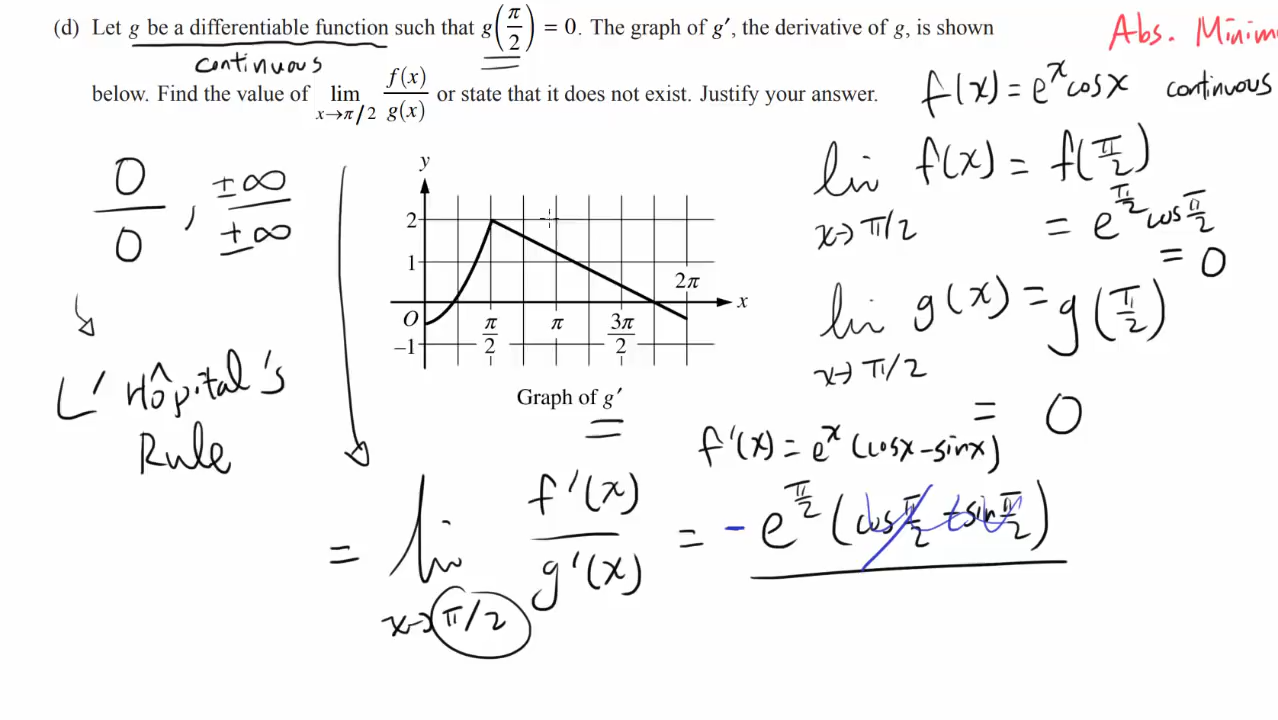 (d) Let g be a differentiable function such that g(π/2) = 0. The graph of g′, the derivative of g, is shown
continuous
below. Find the value of lim x→π/2 f(x)/g(x) or state that it does not exist. Justify your answer.
Abs. Minim
f(x) = e^x cosx continuous
0/0 , ±∞/±∞
L' Hôpital's
Rule
y
2
1
O
−1
π/2
π
3π/2
2π
x
Graph of g′
lim x→π/2 f(x) = f(π/2)
= e^π/2 cos π/2
= 0
lim x→π/2 g(x) = g(π/2)
= 0
f'(x) = e^x (cosx - sinx)
= lim x→π/2 f'(x)/g'(x) = - e^π/2 (cos π/2 - sin π/2)